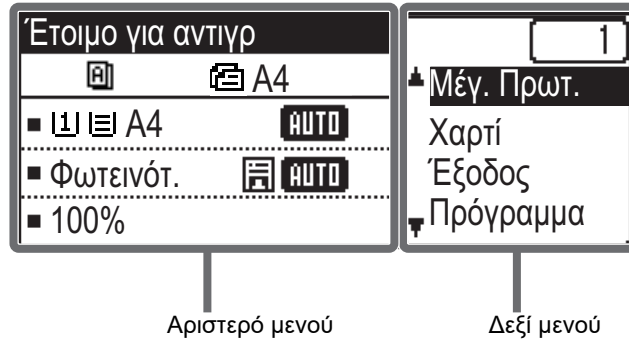 Έτοιμο για αντιγρ
A A4
1 A4 AUTO
Φωτεινότ. AUTO
100%
1
Μέγ. Πρωτ.
Χαρτί
Έξοδος
Πρόγραμμα
Αριστερό μενού
Δεξί μενού